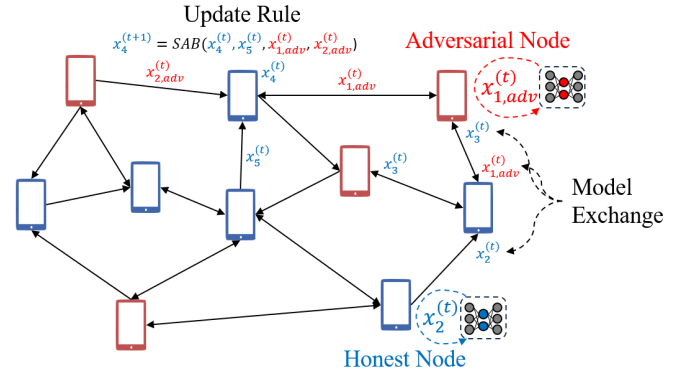 Update Rule
x_4^{(t+1)} = SAB(x_4^{(t)}, x_5^{(t)}, x_{1,adv}^{(t)}, x_{2,adv}^{(t)})
Adversarial Node
x_{2,adv}^{(t)}
x_4^{(t)}
x_{1,adv}^{(t)}
x_{1,adv}^{(t)}
x_3^{(t)}
x_5^{(t)}
x_3^{(t)}
x_{1,adv}^{(t)}
Model
Exchange
x_2^{(t)}
x_2^{(t)}
Honest Node